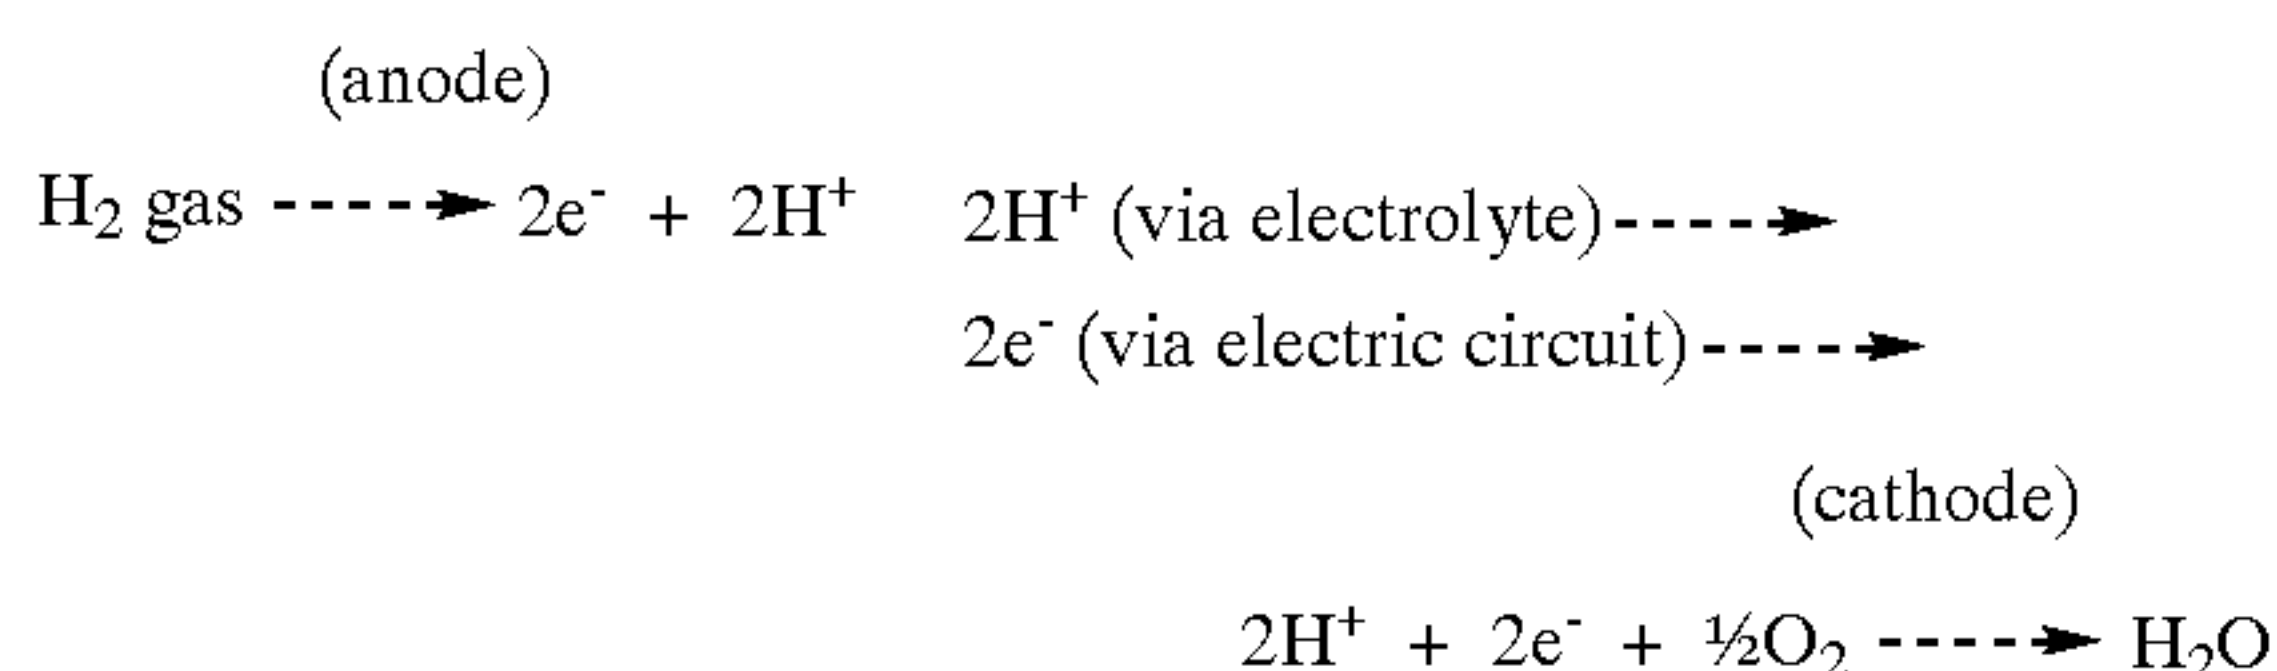 (anode)
H₂ gas ----➤ 2e⁻ + 2H⁺ 2H⁺ (via electrolyte) ----➤
2e⁻ (via electric circuit) ----➤
(cathode)
2H⁺ + 2e⁻ + ½O₂ ----➤ H₂O